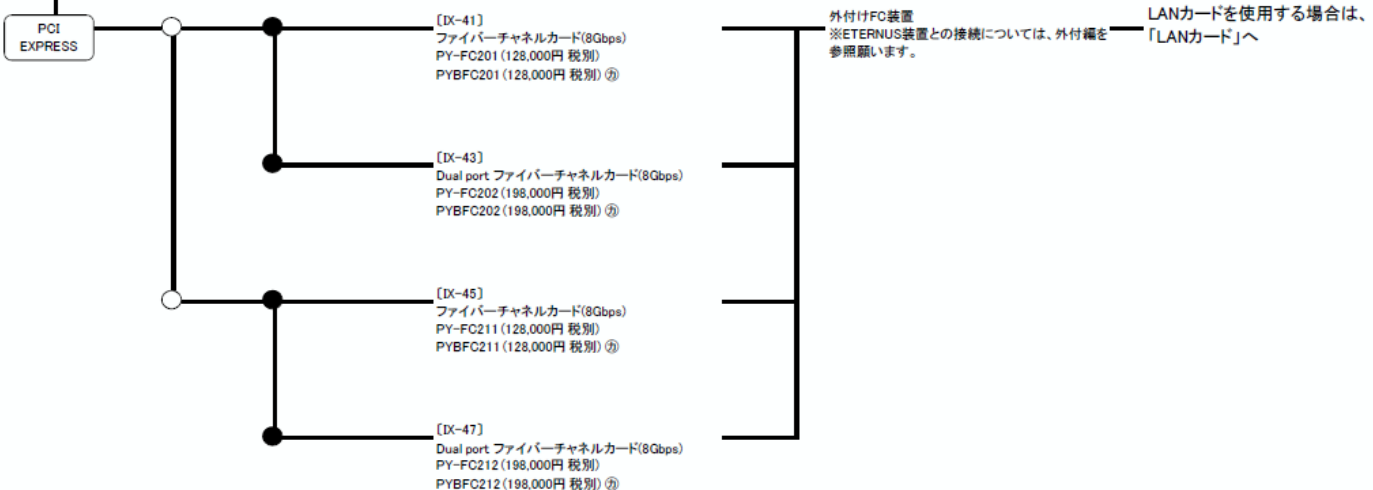 PCI
EXPRESS
〔IX-41〕
ファイバーチャネルカード(8Gbps)
PY-FC201(128,000円 税別)
PYBFC201(128,000円 税別) ㋕
外付けFC装置
※ETERNUS装置との接続については、外付編を
参照願います。
LANカードを使用する場合は、
「LANカード」へ
〔IX-43〕
Dual port ファイバーチャネルカード(8Gbps)
PY-FC202(198,000円 税別)
PYBFC202(198,000円 税別) ㋕
〔IX-45〕
ファイバーチャネルカード(8Gbps)
PY-FC211(128,000円 税別)
PYBFC211(128,000円 税別) ㋕
〔IX-47〕
Dual port ファイバーチャネルカード(8Gbps)
PY-FC212(198,000円 税別)
PYBFC212(198,000円 税別) ㋕